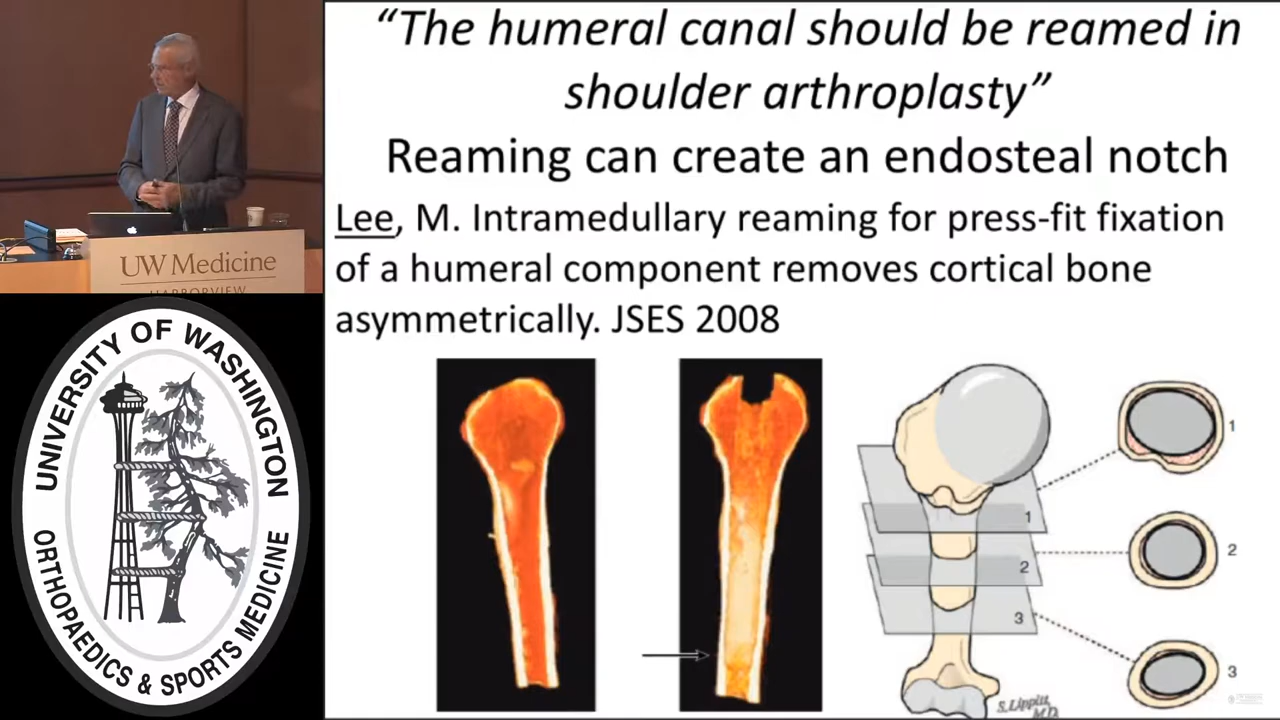 “The humeral canal should be reamed in
shoulder arthroplasty”
Reaming can create an endosteal notch
Lee, M. Intramedullary reaming for press-fit fixation
of a humeral component removes cortical bone
asymmetrically. JSES 2008
UW Medicine
HARBORVIEW
UNIVERSITY OF WASHINGTON
ORTHOPAEDICS & SPORTS MEDICINE
1
2
3
1
2
3
S. Lippitt
M.D.